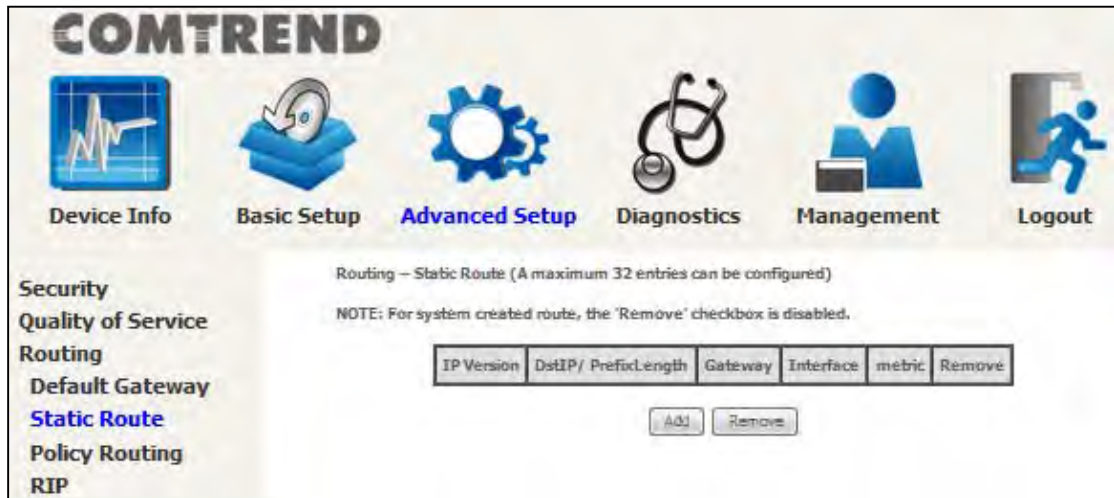 COMTREND
Device Info Basic Setup Advanced Setup Diagnostics Management Logout
Security
Quality of Service
Routing
Default Gateway
Static Route
Policy Routing
RIP
Routing – Static Route (A maximum 32 entries can be configured)
NOTE: For system created route, the 'Remove' checkbox is disabled.
IP Version DstIP/ PrefixLength Gateway Interface metric Remove
Add Remove